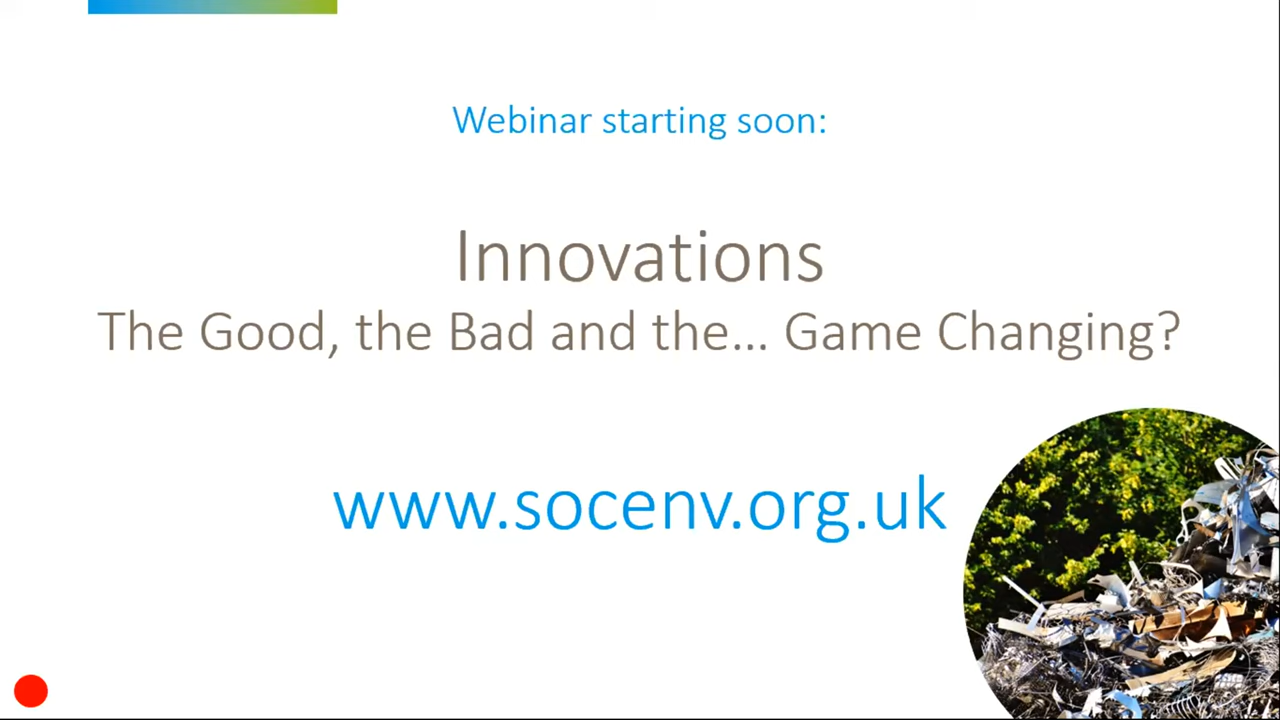 Webinar starting soon:
Innovations
The Good, the Bad and the... Game Changing?
www.socenv.org.uk